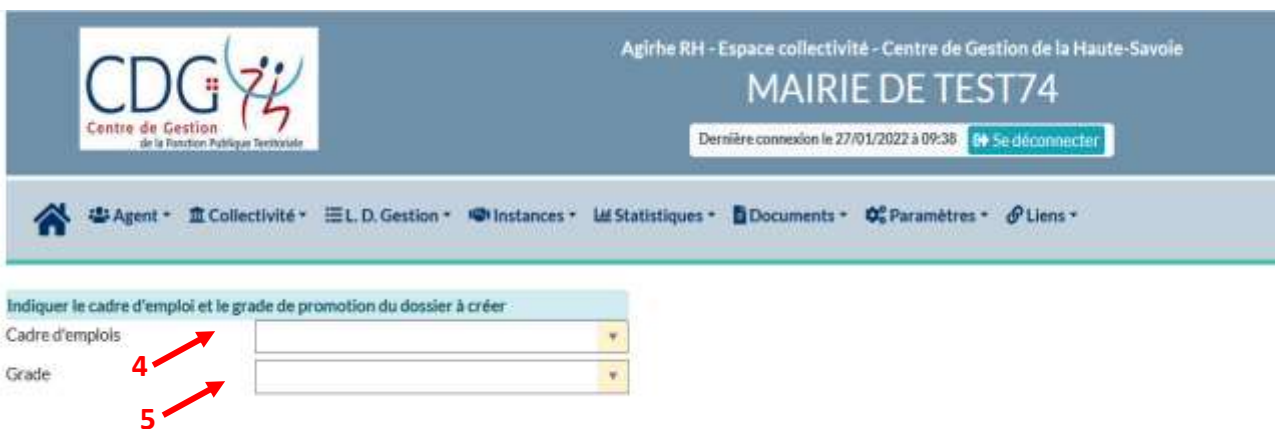 CDG 74
Centre de Gestion
de la Fonction Publique Territoriale
Agirhe RH - Espace collectivité - Centre de Gestion de la Haute-Savoie
MAIRIE DE TEST74
Dernière connexion le 27/01/2022 à 09:38 Se déconnecter
Agent Collectivité L. D. Gestion Instances Statistiques Documents Paramètres Liens
Indiquer le cadre d'emploi et le grade de promotion du dossier à créer
Cadre d'emplois
4
Grade
5